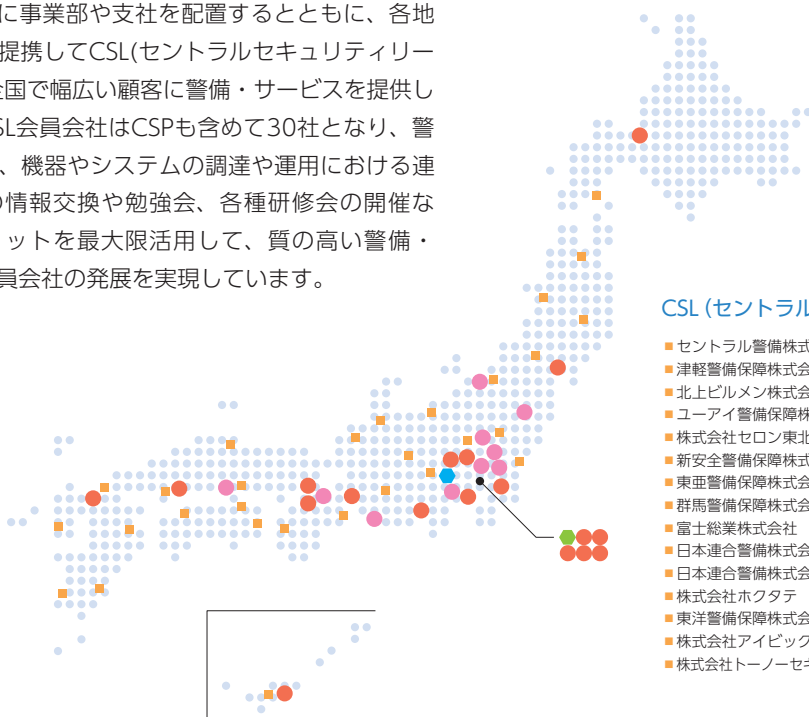 に事業部や支社を配置するとともに、各地
提携してCSL(セントラルセキュリティリー
全国で幅広い顧客に警備・サービスを提供し
SL会員会社はCSPも含めて30社となり、警
、機器やシステムの調達や運用における連
の情報交換や勉強会、各種研修会の開催な
リットを最大限活用して、質の高い警備・
員会社の発展を実現しています。
CSL（セントラル
■セントラル警備株式
■津軽警備保障株式会
■北上ビルメン株式会
■ユーアイ警備保障株
■株式会社セロン東北
■新安全警備保障株式
■東亜警備保障株式会
■群馬警備保障株式会
■富士総業株式会社
■日本連合警備株式会
■日本連合警備株式会
■株式会社ホクタテ
■東洋警備保障株式会
■株式会社アイビック
■株式会社トーノーセキ